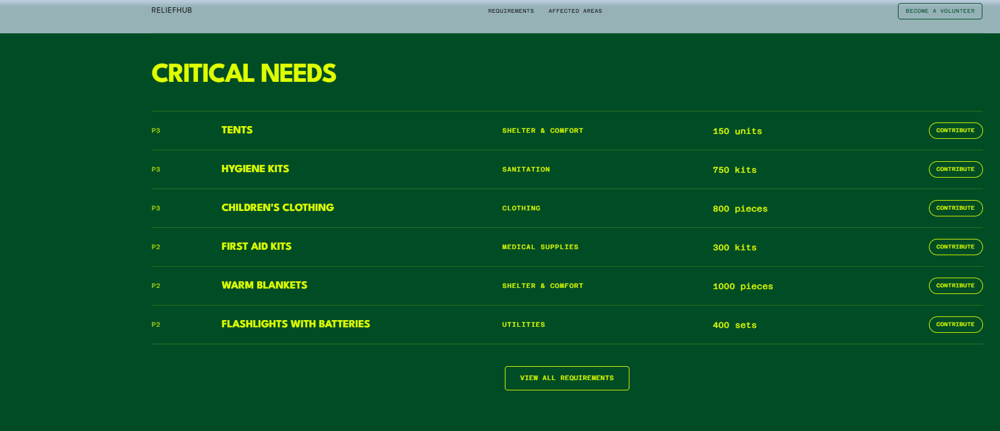 RELIEFHUB REQUIREMENTS AFFECTED AREAS BECOME A VOLUNTEER
CRITICAL NEEDS
P3 TENTS SHELTER & COMFORT 150 units CONTRIBUTE
P3 HYGIENE KITS SANITATION 750 kits CONTRIBUTE
P3 CHILDREN'S CLOTHING CLOTHING 800 pieces CONTRIBUTE
P2 FIRST AID KITS MEDICAL SUPPLIES 300 kits CONTRIBUTE
P2 WARM BLANKETS SHELTER & COMFORT 1000 pieces CONTRIBUTE
P2 FLASHLIGHTS WITH BATTERIES UTILITIES 400 sets CONTRIBUTE
VIEW ALL REQUIREMENTS